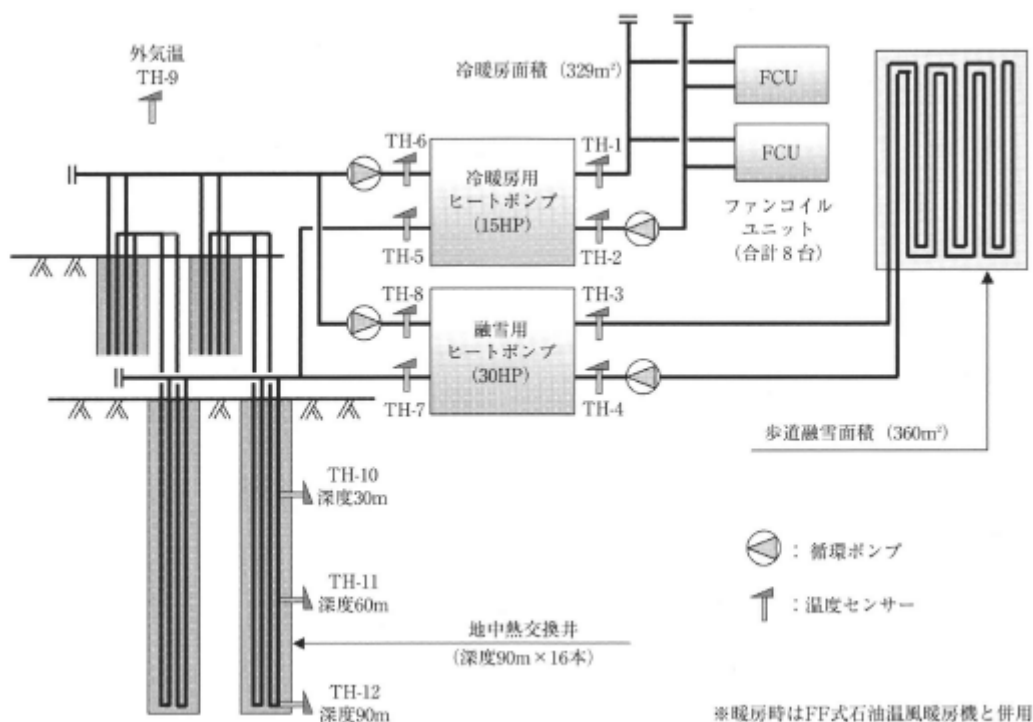 外気温
TH-9
冷暖房面積（329m²）
FCU
FCU
ファンコイル
ユニット
（合計8台）
TH-6
TH-1
冷暖房用
ヒートポンプ
(15HP)
TH-5
TH-2
TH-8
TH-3
融雪用
ヒートポンプ
(30HP)
TH-7
TH-4
歩道融雪面積（360m²）
TH-10
深度30m
TH-11
深度60m
地中熱交換井
（深度90m×16本）
TH-12
深度90m
：循環ポンプ
：温度センサー
※暖房時はFF式石油温風暖房機と併用